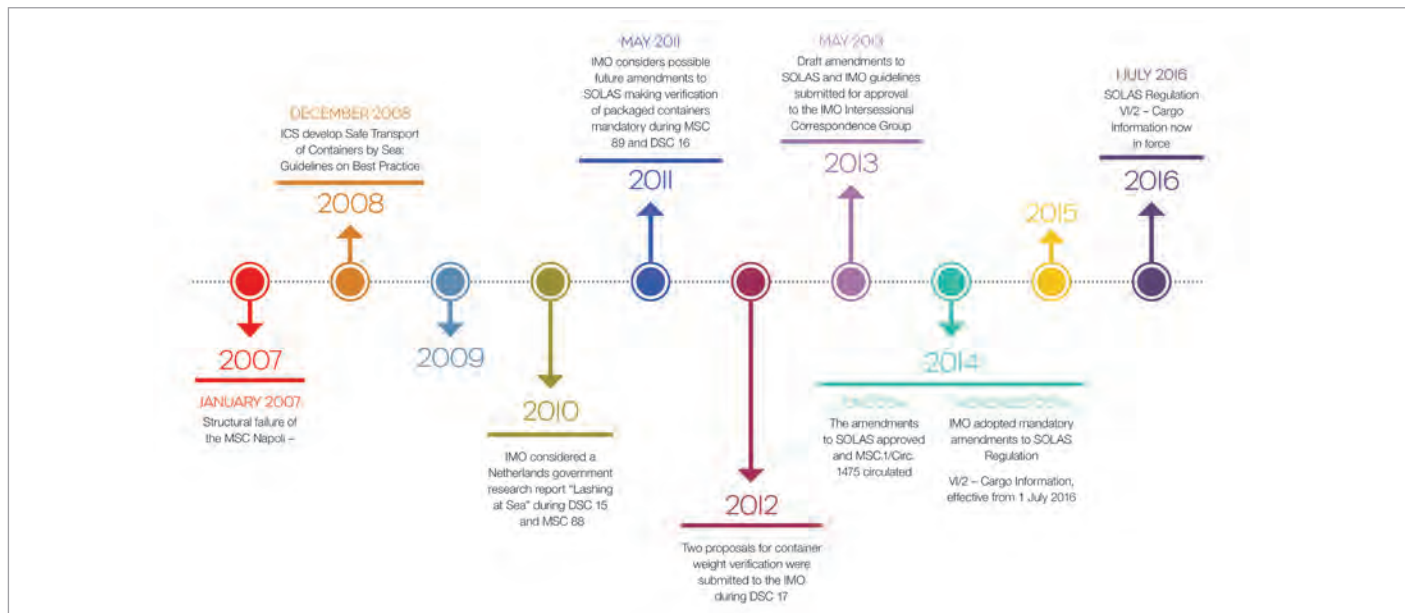 JANUARY 2007
Structural failure of
the MSC Napoli –
2007
DECEMBER 2008
ICS develop Safe Transport
of Containers by Sea:
Guidelines on Best Practice
2008
2009
2010
IMO considered a
Netherlands government
research report "Lashing
at Sea" during DSC 15
and MSC 88
MAY 2011
IMO considers possible
future amendments to
SOLAS making verification
of packaged containers
mandatory during MSC
89 and DSC 16
2011
2012
Two proposals for container
weight verification were
submitted to the IMO
during DSC 17
MAY 2013
Draft amendments to
SOLAS and IMO guidelines
submitted for approval
to the IMO Intersessional
Correspondence Group
2013
2014
The amendments
to SOLAS approved
and MSC.1/Circ.
1475 circulated
IMO adopted mandatory
amendments to SOLAS
Regulation
VI/2 – Cargo Information,
effective from 1 July 2016
2015
1 JULY 2016
SOLAS Regulation
VI/2 – Cargo
Information now
in force
2016